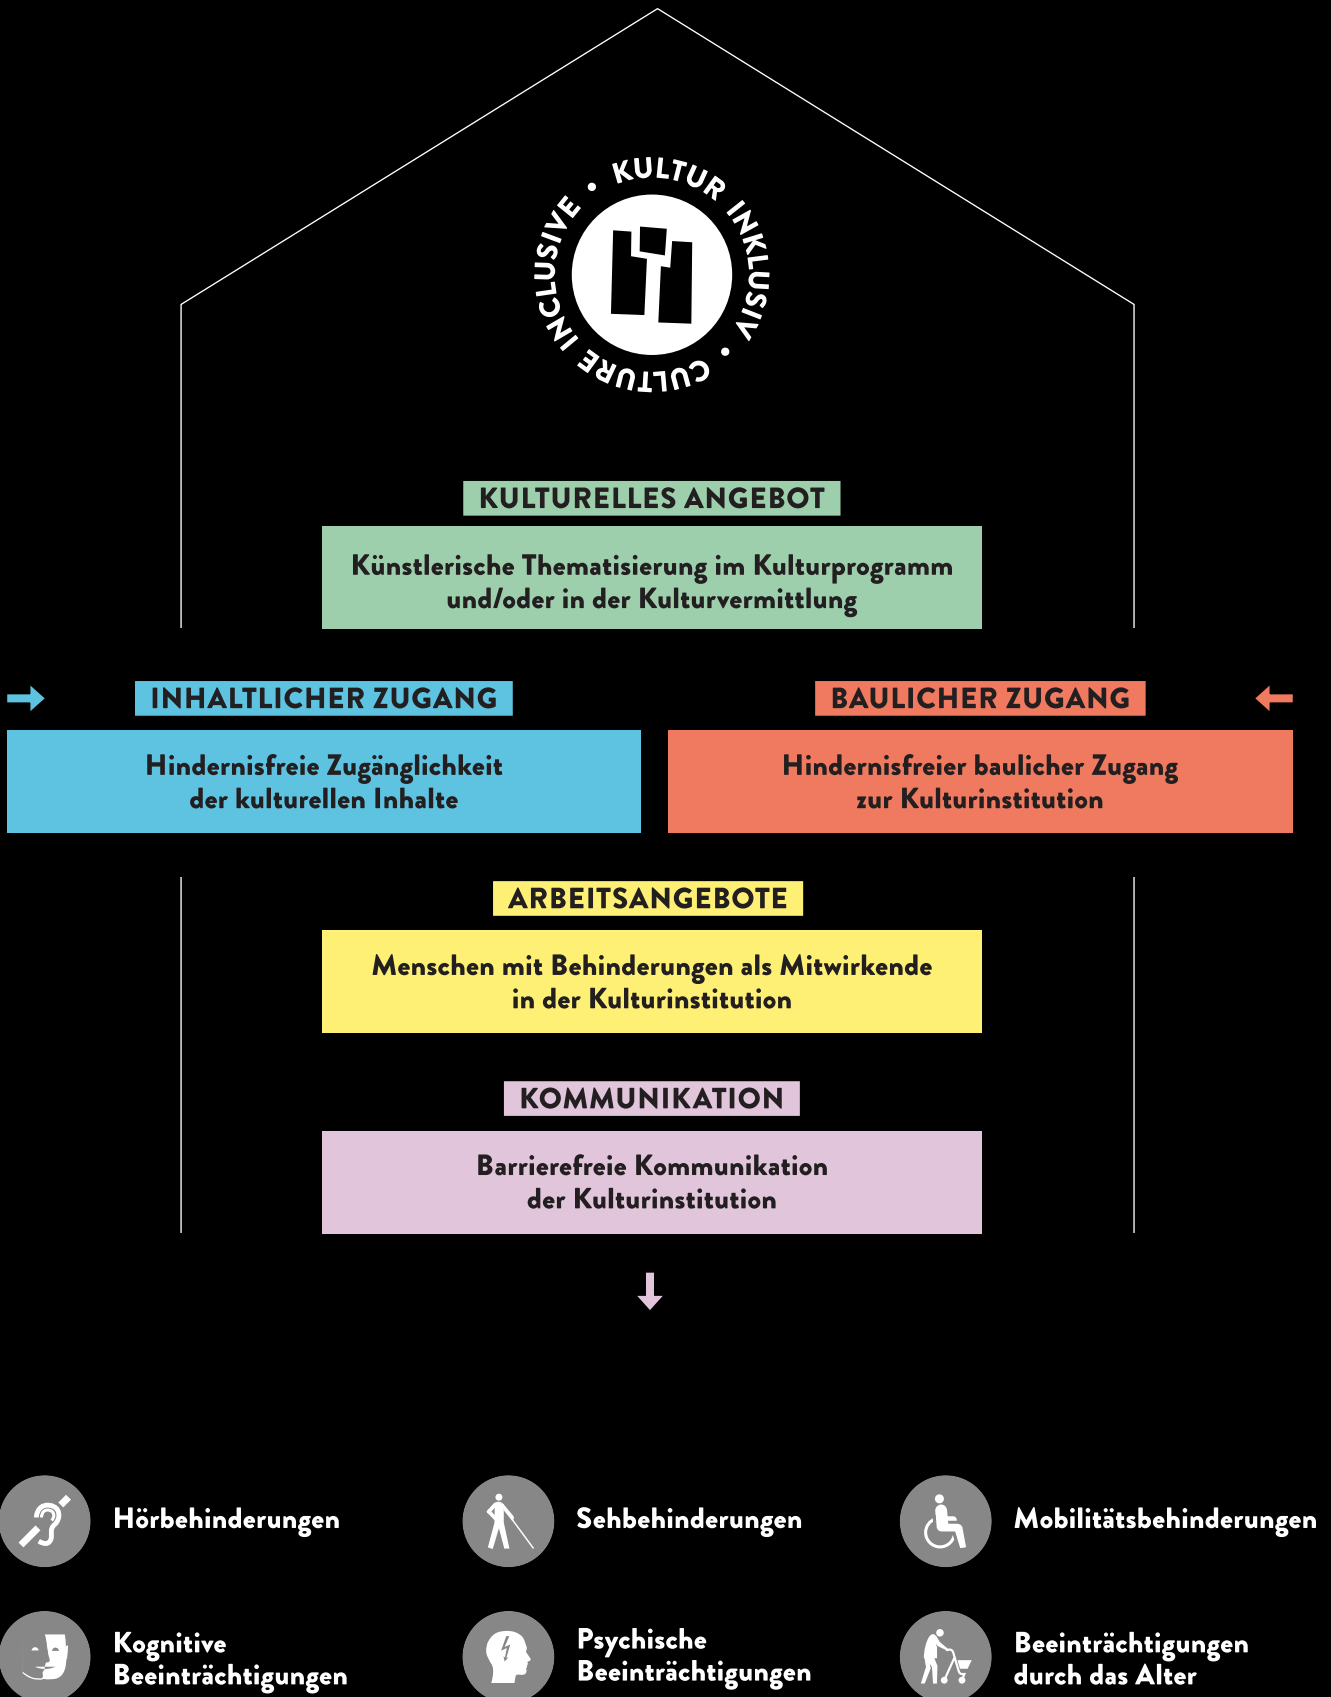 KULTUR INKLUSIV • CULTURE INCLUSIVE •
KULTURELLES ANGEBOT
Künstlerische Thematisierung im Kulturprogramm
und/oder in der Kulturvermittlung
INHALTLICHER ZUGANG
Hindernisfreie Zugänglichkeit
der kulturellen Inhalte
BAULICHER ZUGANG
Hindernisfreier baulicher Zugang
zur Kulturinstitution
ARBEITSANGEBOTE
Menschen mit Behinderungen als Mitwirkende
in der Kulturinstitution
KOMMUNIKATION
Barrierefreie Kommunikation
der Kulturinstitution
Hörbehinderungen
Sehbehinderungen
Mobilitätsbehinderungen
Kognitive
Beeinträchtigungen
Psychische
Beeinträchtigungen
Beeinträchtigungen
durch das Alter